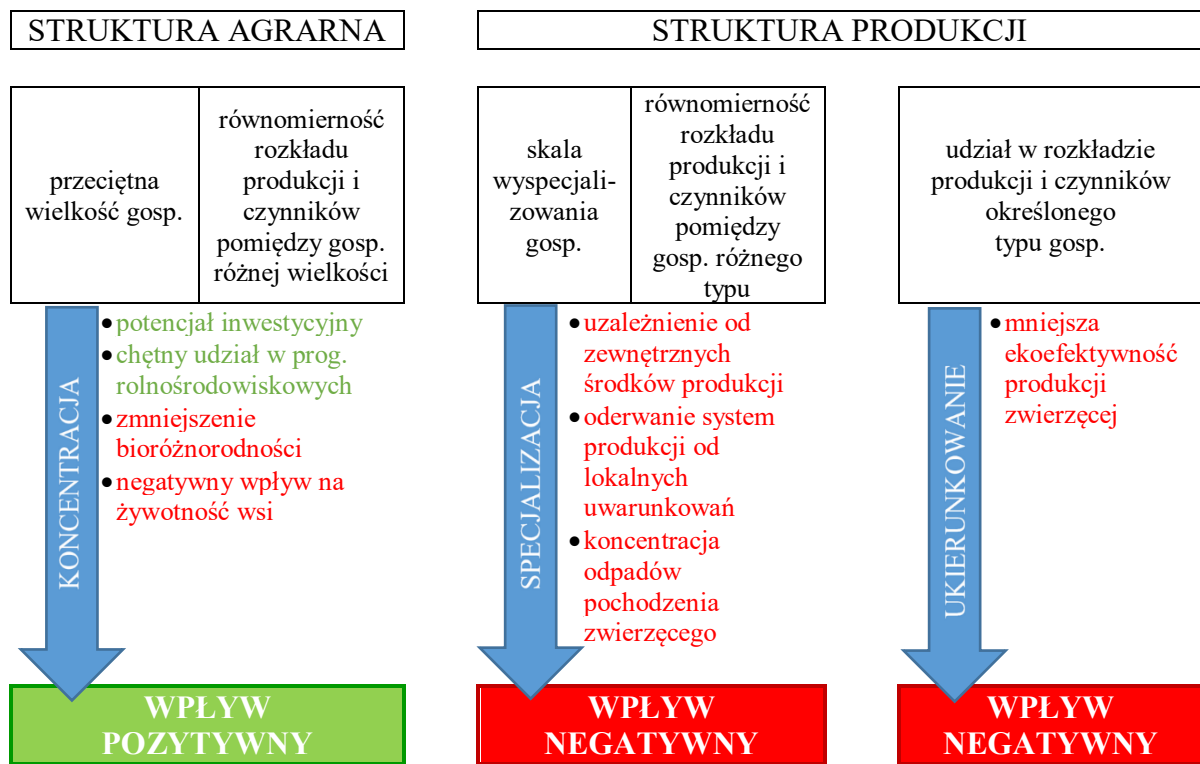 STRUKTURA AGRARNA
STRUKTURA PRODUKCJI
przeciętna
wielkość gosp.
równomierność
rozkładu
produkcji i
czynników
pomiędzy gosp.
różnej wielkości
skala
wyspecjali-
zowania
gosp.
równomierność
rozkładu
produkcji i
czynników
pomiędzy
gosp. różnego
typu
udział w rozkładzie
produkcji i czynników
określonego
typu gosp.
KONCENTRACJA
•potencjał inwestycyjny
•chętny udział w prog.
rolnośrodowiskowych
•zmniejszenie
bioróżnorodności
•negatywny wpływ na
żywotność wsi
SPECJALIZACJA
•uzależnienie od
zewnętrznych
środków produkcji
•oderwanie system
produkcji od
lokalnych
uwarunkowań
•koncentracja
odpadów
pochodzenia
zwierzęcego
UKIERUNKOWANIE
•mniejsza
ekoefektywność
produkcji
zwierzęcej
WPŁYW
POZYTYWNY
WPŁYW
NEGATYWNY
WPŁYW
NEGATYWNY